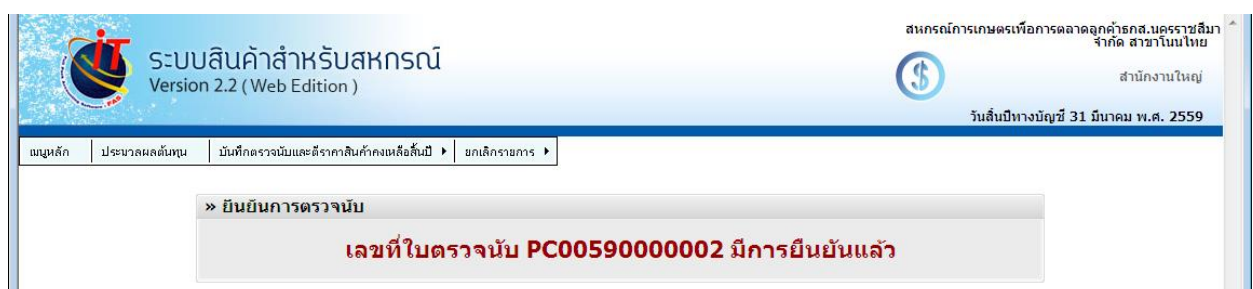 สหกรณ์การเกษตรเพื่อการตลาดลูกค้าธกส.นครราชสีมา
จำกัด สาขาโนนไทย
iT
ระบบสินค้าสำหรับสหกรณ์
Version 2.2 ( Web Edition )
สำนักงานใหญ่
วันสิ้นปีทางบัญชี 31 มีนาคม พ.ศ. 2559
เมนูหลัก ประมวลผลต้นทุน บันทึกตรวจนับและตีราคาสินค้าคงเหลือสิ้นปี ยกเลิกรายการ
» ยืนยันการตรวจนับ
เลขที่ใบตรวจนับ PC00590000002 มีการยืนยันแล้ว